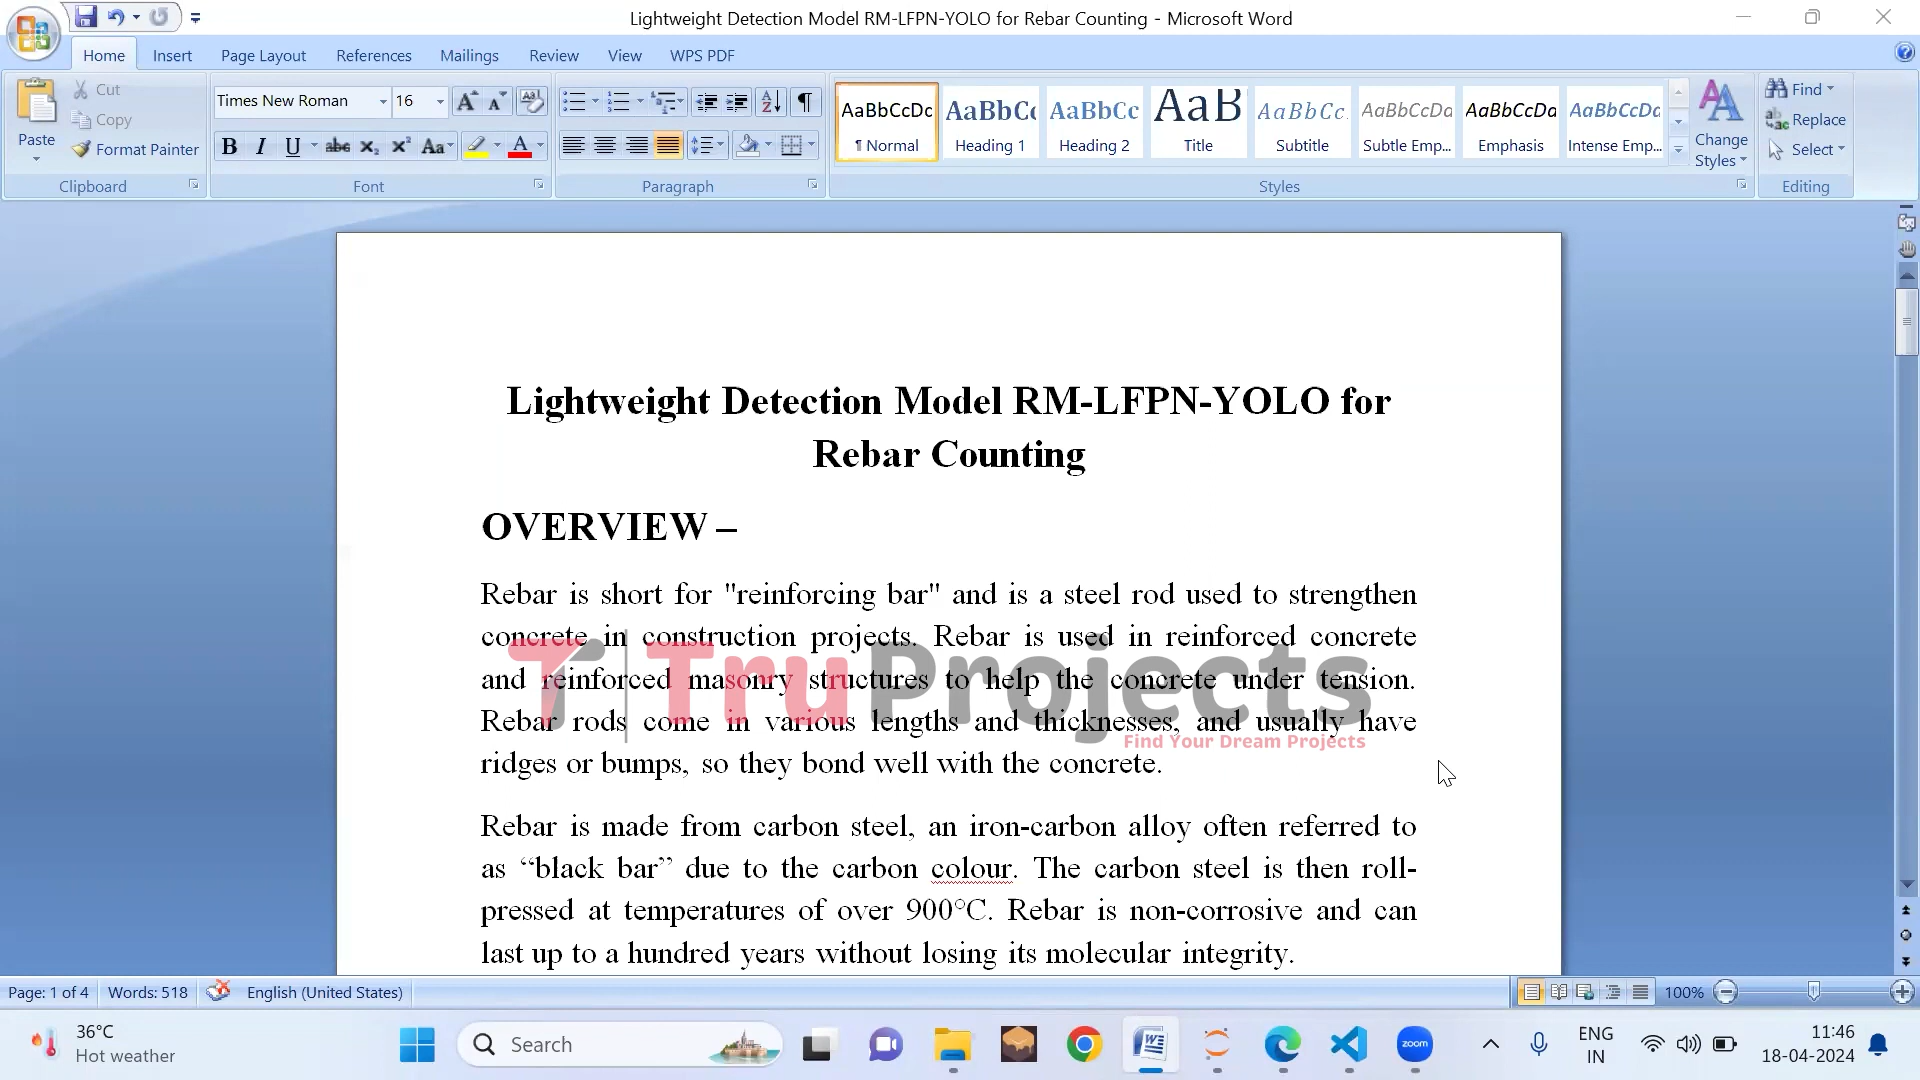 Lightweight Detection Model RM-LFPN-YOLO for Rebar Counting - Microsoft Word
Home Insert Page Layout References Mailings Review View WPS PDF
Paste
Cut
Copy
Format Painter
Clipboard
Times New Roman 16
Font
Paragraph
AaBbCcDc AaBbCc AaBbCc AaB AaBbCc. AaBbCcDa AaBbCcDa AaBbCcDa
¶ Normal Heading 1 Heading 2 Title Subtitle Subtle Emp... Emphasis Intense Emp...
Change
Styles
Styles
Find
Replace
Select
Editing
Lightweight Detection Model RM-LFPN-YOLO for
Rebar Counting
OVERVIEW –
Rebar is short for "reinforcing bar" and is a steel rod used to strengthen
concrete in construction projects. Rebar is used in reinforced concrete
and reinforced masonry structures to help the concrete under tension.
Rebar rods come in various lengths and thicknesses, and usually have
ridges or bumps, so they bond well with the concrete.
TruProjects
Find Your Dream Projects
Rebar is made from carbon steel, an iron-carbon alloy often referred to
as “black bar” due to the carbon colour. The carbon steel is then roll-
pressed at temperatures of over 900°C. Rebar is non-corrosive and can
last up to a hundred years without losing its molecular integrity.
Page: 1 of 4 Words: 518 English (United States) 100%
36°C
Hot weather
Search
zoom
ENG
IN
11:46
18-04-2024